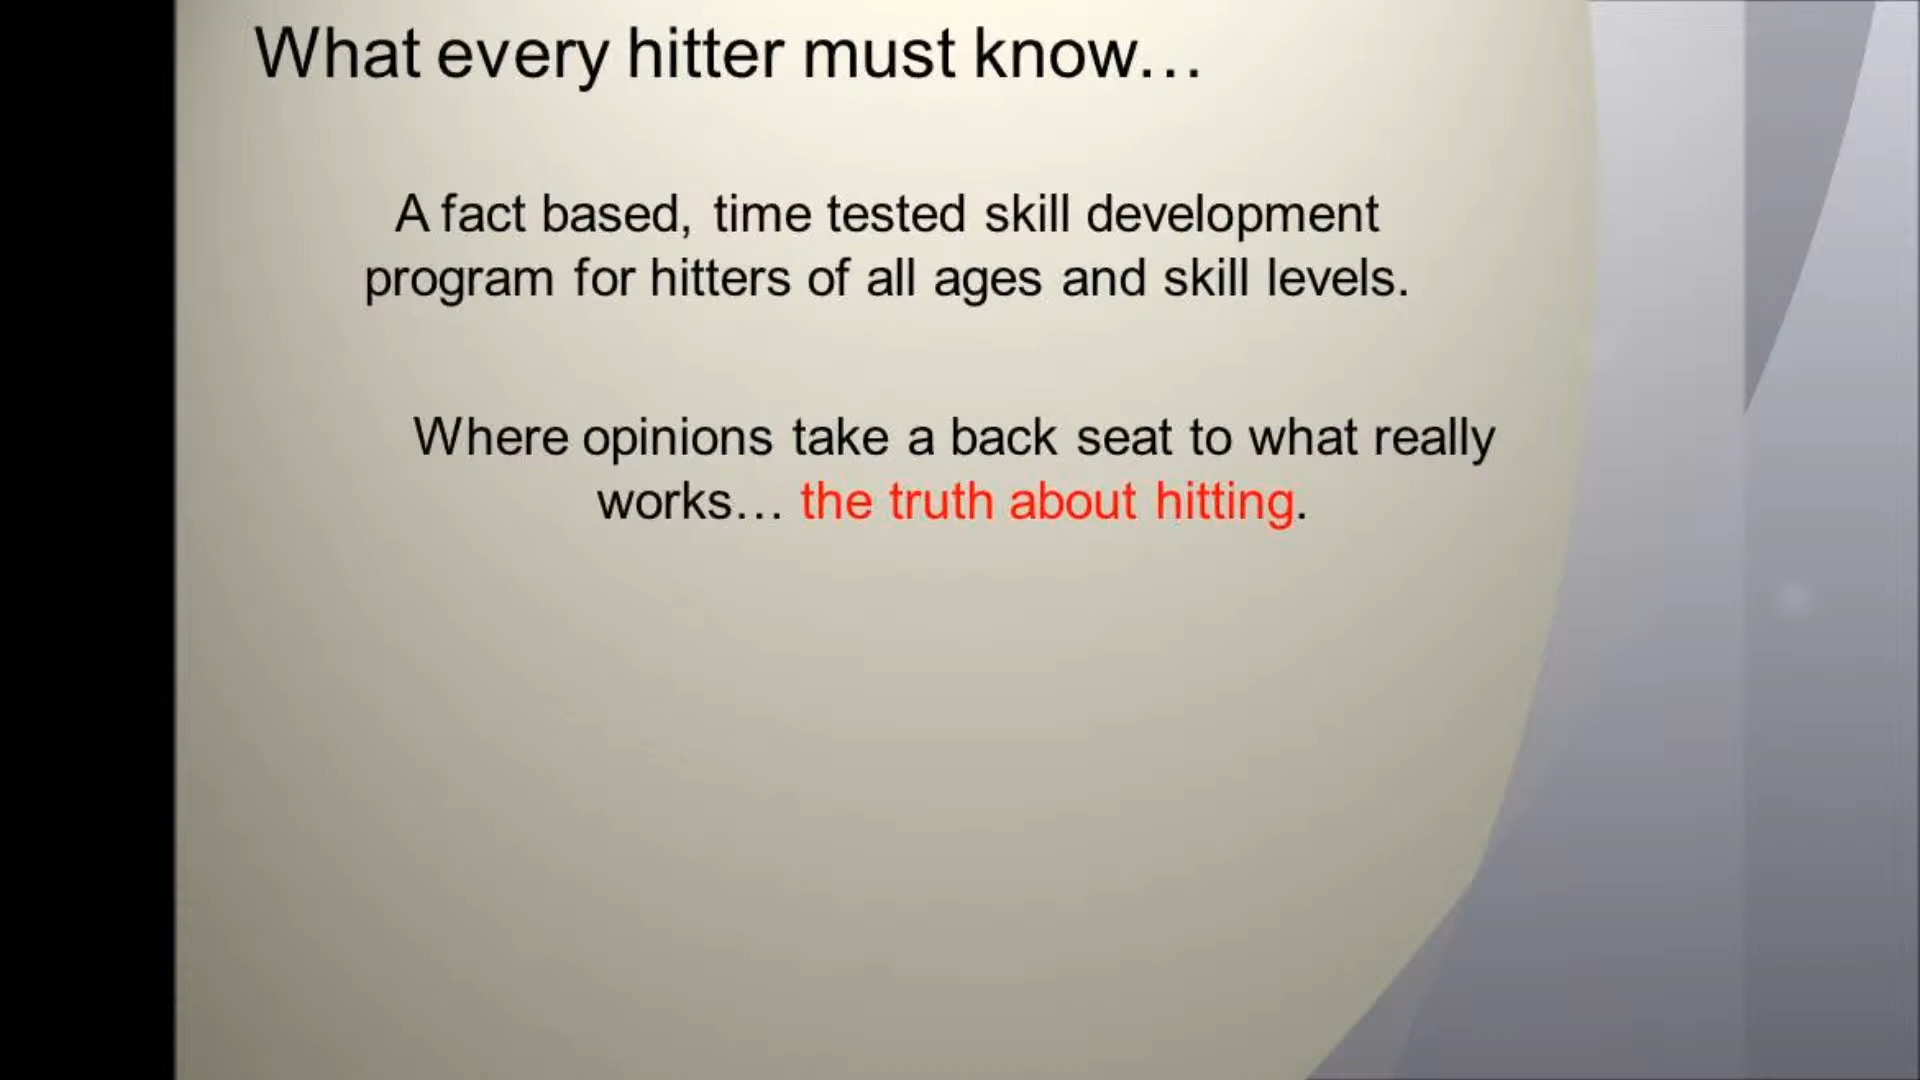 What every hitter must know…
A fact based, time tested skill development
program for hitters of all ages and skill levels.
Where opinions take a back seat to what really
works… the truth about hitting.